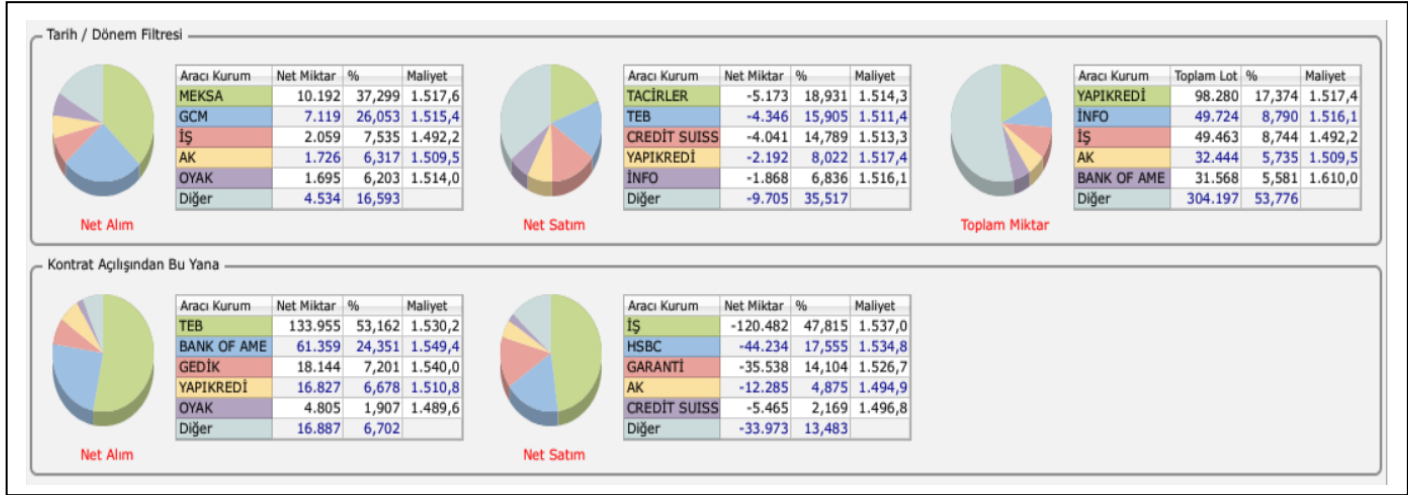 Tarih / Dönem Filtresi
Aracı Kurum Net Miktar % Maliyet
MEKSA 10.192 37,299 1.517,6
GCM 7.119 26,053 1.515,4
İŞ 2.059 7,535 1.492,2
AK 1.726 6,317 1.509,5
OYAK 1.695 6,203 1.514,0
Diğer 4.534 16,593
Net Alım
Aracı Kurum Net Miktar % Maliyet
TACİRLER -5.173 18,931 1.514,3
TEB -4.346 15,905 1.511,4
CREDİT SUISS -4.041 14,789 1.513,3
YAPIKREDİ -2.192 8,022 1.517,4
İNFO -1.868 6,836 1.516,1
Diğer -9.705 35,517
Net Satım
Aracı Kurum Toplam Lot % Maliyet
YAPIKREDİ 98.280 17,374 1.517,4
İNFO 49.724 8,790 1.516,1
İŞ 49.463 8,744 1.492,2
AK 32.444 5,735 1.509,5
BANK OF AME 31.568 5,581 1.610,0
Diğer 304.197 53,776
Toplam Miktar
Kontrat Açılışından Bu Yana
Aracı Kurum Net Miktar % Maliyet
TEB 133.955 53,162 1.530,2
BANK OF AME 61.359 24,351 1.549,4
GEDİK 18.144 7,201 1.540,0
YAPIKREDİ 16.827 6,678 1.510,8
OYAK 4.805 1,907 1.489,6
Diğer 16.887 6,702
Net Alım
Aracı Kurum Net Miktar % Maliyet
İŞ -120.482 47,815 1.537,0
HSBC -44.234 17,555 1.534,8
GARANTİ -35.538 14,104 1.526,7
AK -12.285 4,875 1.494,9
CREDİT SUISS -5.465 2,169 1.496,8
Diğer -33.973 13,483
Net Satım